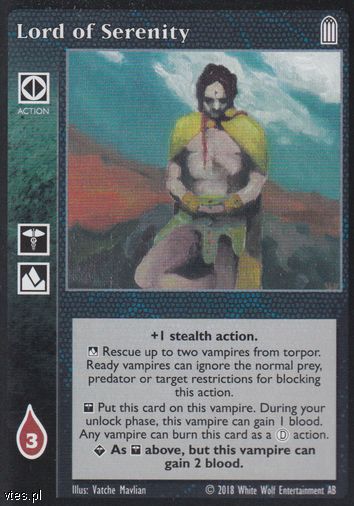 Lord of Serenity
ACTION
3
+1 stealth action.
Rescue up to two vampires from torpor.
Ready vampires can ignore the normal prey,
predator or target restrictions for blocking
this action.
Put this card on this vampire. During your
unlock phase, this vampire can gain 1 blood.
Any vampire can burn this card as a D action.
As above, but this vampire can
gain 2 blood.
Illus: Vatche Mavlian © 2018 White Wolf Entertainment AB
vtes.pl